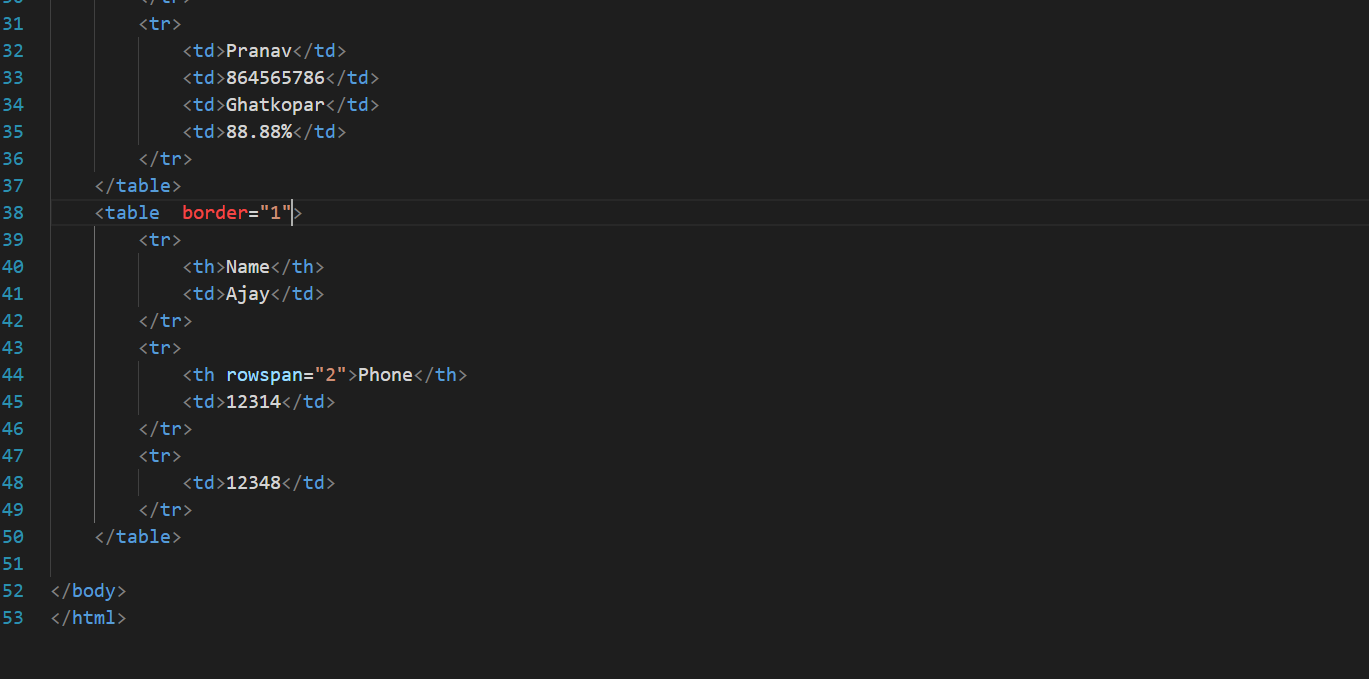 31 <tr>
32 <td>Pranav</td>
33 <td>864565786</td>
34 <td>Ghatkopar</td>
35 <td>88.88%</td>
36 </tr>
37 </table>
38 <table  border="1">
39 <tr>
40 <th>Name</th>
41 <td>Ajay</td>
42 </tr>
43 <tr>
44 <th rowspan="2">Phone</th>
45 <td>12314</td>
46 </tr>
47 <tr>
48 <td>12348</td>
49 </tr>
50 </table>
51
52 </body>
53 </html>